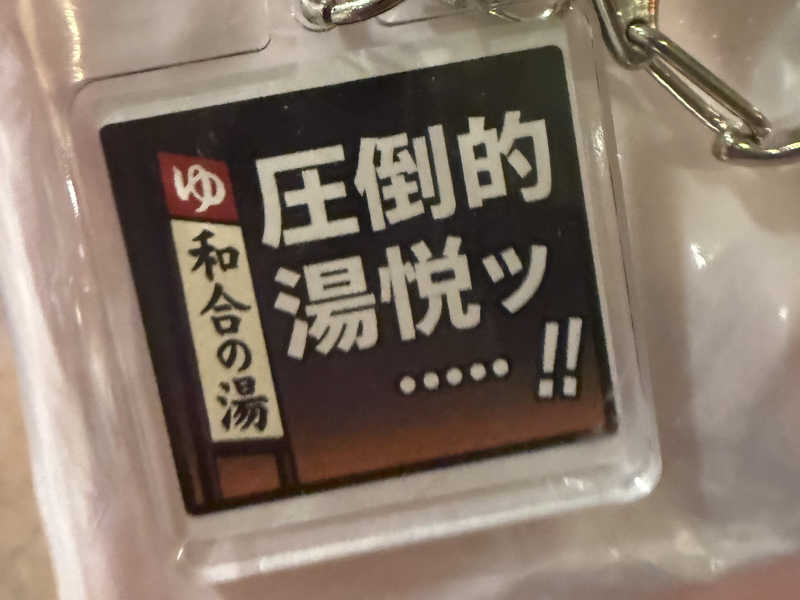 ゆ
和合の湯
圧倒的
湯悦ッ
・・・・・!!